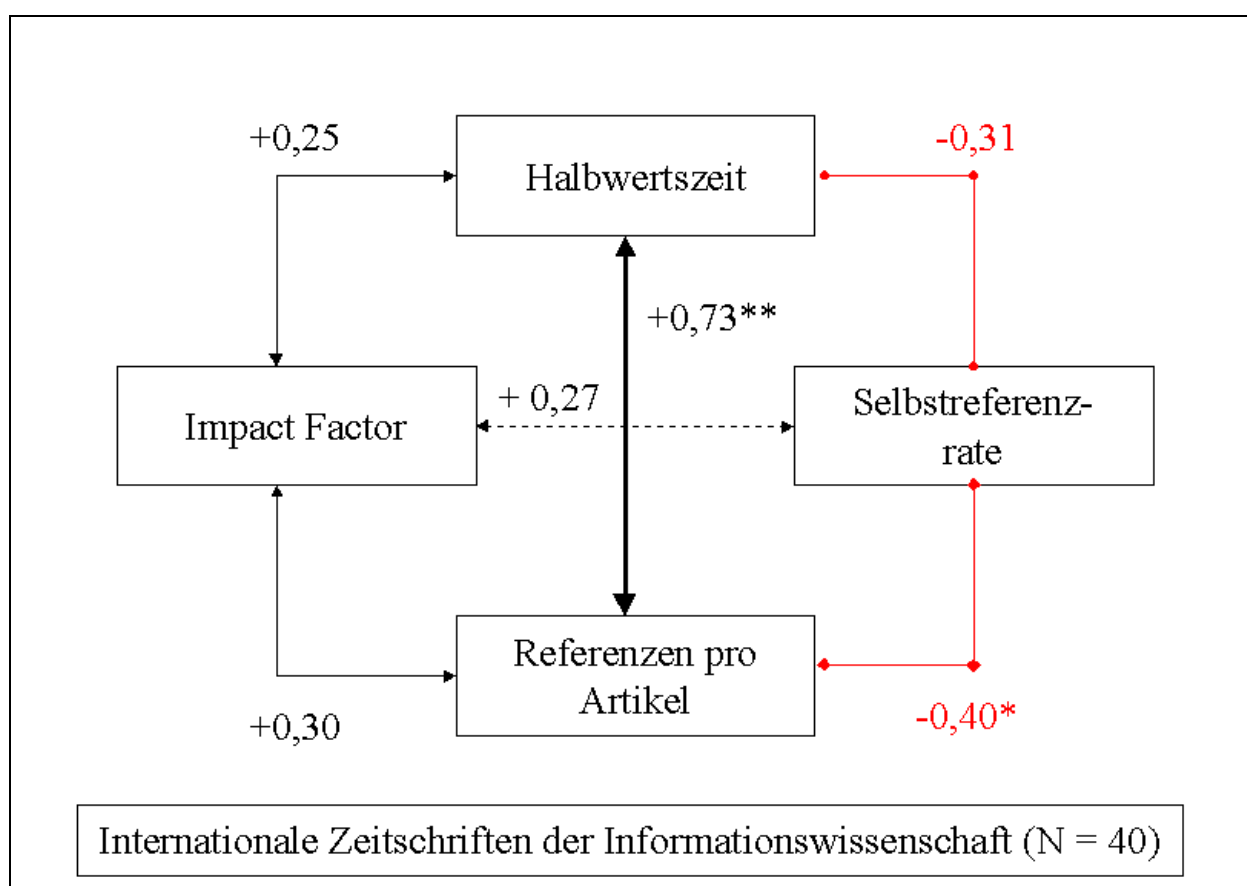 +0,25
Halbwertszeit
-0,31
+0,73**
Impact Factor
+ 0,27
Selbstreferenz-
rate
Referenzen pro
Artikel
+0,30
-0,40*
Internationale Zeitschriften der Informationswissenschaft (N = 40)